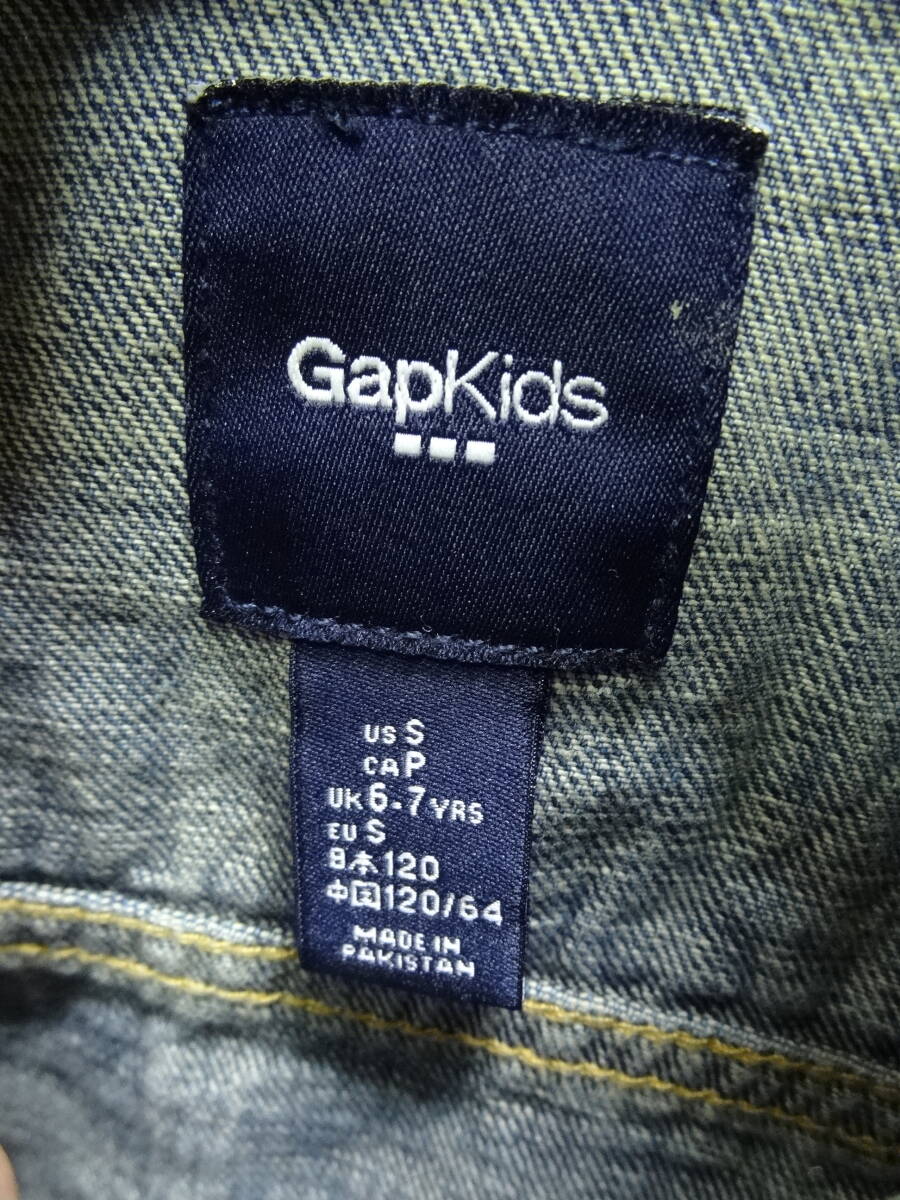 GapKids
US S
CA P
UK 6-7 YRS
EU S
日本 120
中国 120/64
MADE IN
PAKISTAN